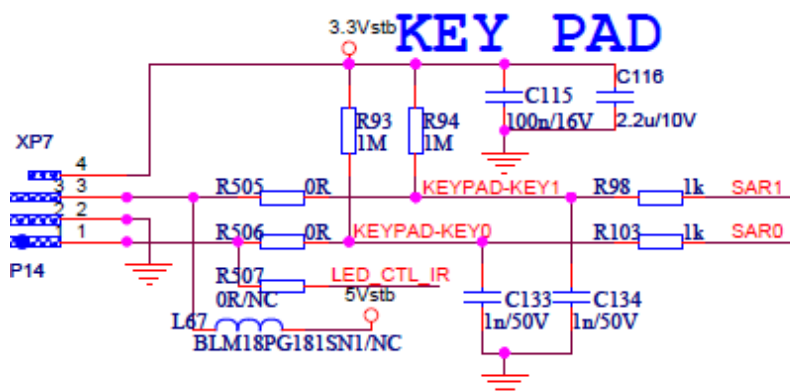 3.3Vstb KEY PAD
C116
C115
R93 R94 100n/16V 2.2u/10V
1M 1M
XP7
4
3 3 R505 0R KEYPAD-KEY1 R98 1k SAR1
2 2
1 1 R506 0R KEYPAD-KEY0 R103 1k SAR0
P14
R507 LED_CTL_IR
0R/NC 5Vstb C133 C134
L67 1n/50V 1n/50V
BLM18PG181SN1/NC